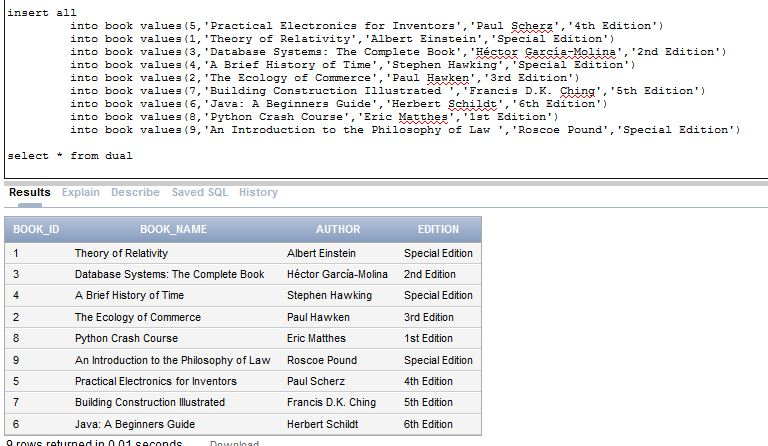 insert all
into book values(5,'Practical Electronics for Inventors','Paul Scherz','4th Edition')
into book values(1,'Theory of Relativity','Albert Einstein','Special Edition')
into book values(3,'Database Systems: The Complete Book','Héctor García-Molina','2nd Edition')
into book values(4,'A Brief History of Time','Stephen Hawking','Special Edition')
into book values(2,'The Ecology of Commerce','Paul Hawken','3rd Edition')
into book values(7,'Building Construction Illustrated ','Francis D.K. Ching','5th Edition')
into book values(6,'Java: A Beginners Guide','Herbert Schildt','6th Edition')
into book values(8,'Python Crash Course','Eric Matthes','1st Edition')
into book values(9,'An Introduction to the Philosophy of Law ','Roscoe Pound','Special Edition')
select * from dual
Results Explain Describe Saved SQL History
BOOK_ID BOOK_NAME AUTHOR EDITION
1 Theory of Relativity Albert Einstein Special Edition
3 Database Systems: The Complete Book Héctor García-Molina 2nd Edition
4 A Brief History of Time Stephen Hawking Special Edition
2 The Ecology of Commerce Paul Hawken 3rd Edition
8 Python Crash Course Eric Matthes 1st Edition
9 An Introduction to the Philosophy of Law Roscoe Pound Special Edition
5 Practical Electronics for Inventors Paul Scherz 4th Edition
7 Building Construction Illustrated Francis D.K. Ching 5th Edition
6 Java: A Beginners Guide Herbert Schildt 6th Edition
9 rows returned in 0.01 seconds Download